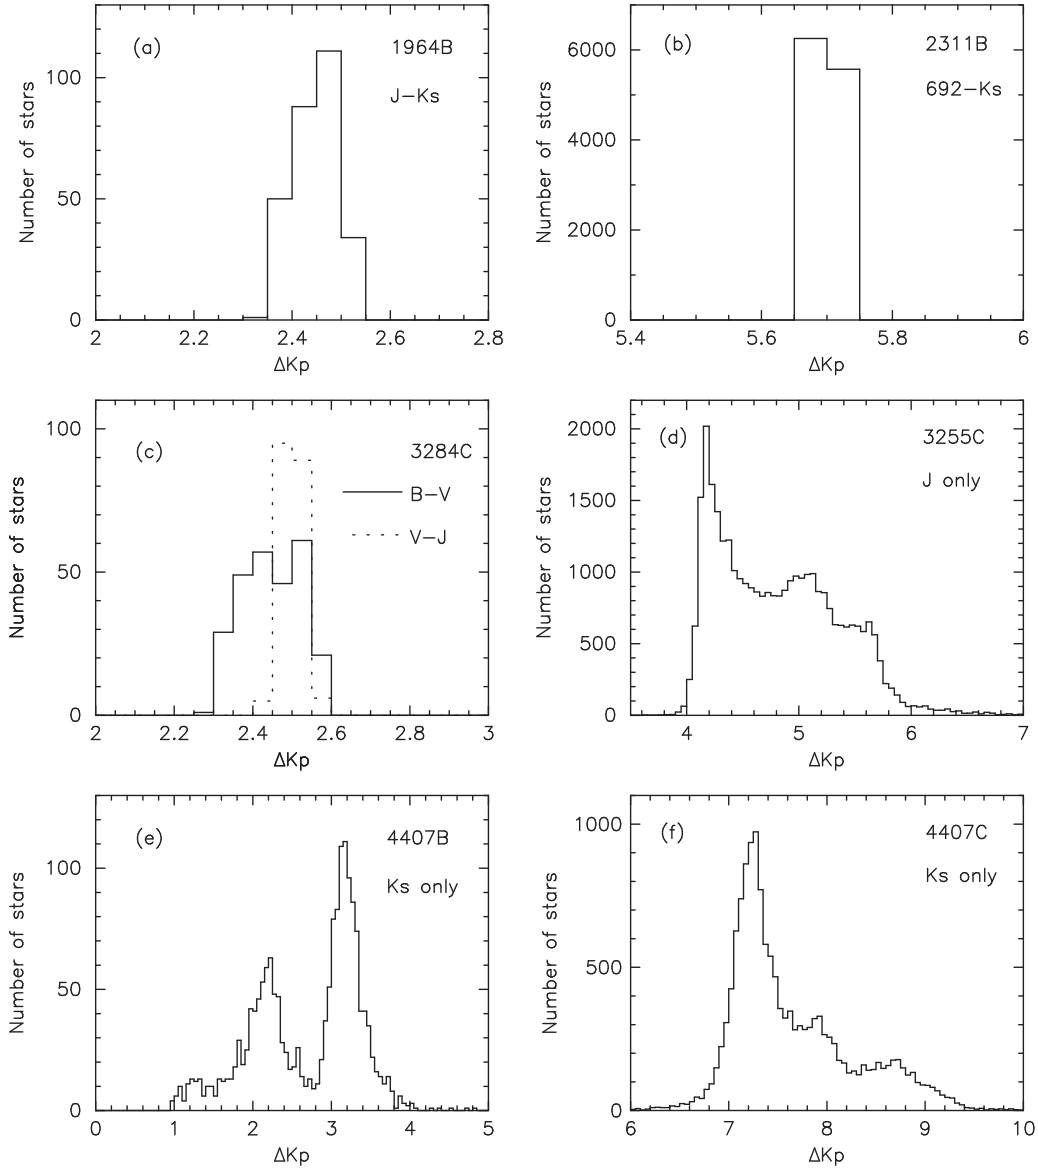 (a)
1964B
J-Ks
Number of stars
0
50
100
2
2.2
2.4
2.6
2.8
ΔKp
(b)
2311B
692-Ks
Number of stars
0
2000
4000
6000
5.4
5.6
5.8
6
ΔKp
(c)
3284C
B-V
V-J
Number of stars
0
50
100
2
2.2
2.4
2.6
2.8
3
ΔKp
(d)
3255C
J only
Number of stars
0
500
1000
1500
2000
4
5
6
7
ΔKp
(e)
4407B
Ks only
Number of stars
0
50
100
0
1
2
3
4
5
ΔKp
(f)
4407C
Ks only
Number of stars
0
500
1000
6
7
8
9
10
ΔKp